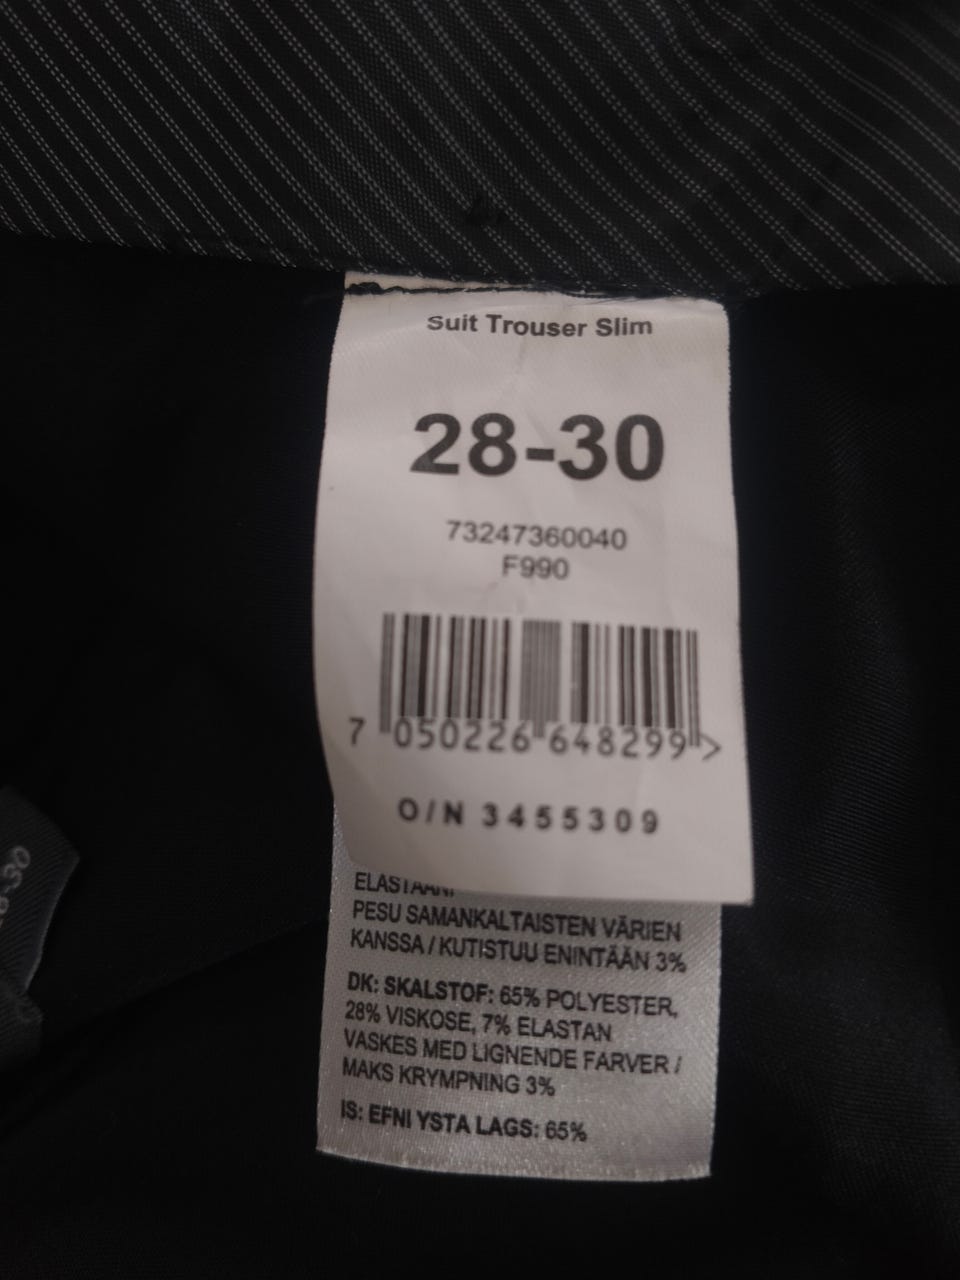 Suit Trouser Slim
28-30
73247360040
F990
7 050226 648299 >
O/N 3455309
ELASTAANI
PESU SAMANKALTAISTEN VÄRIEN
KANSSA / KUTISTUU ENINTÄÄN 3%
DK: SKALSTOF: 65% POLYESTER,
28% VISKOSE, 7% ELASTAN
VASKES MED LIGNENDE FARVER /
MAKS KRYMPNING 3%
IS: EFNI YSTA LAGS: 65%